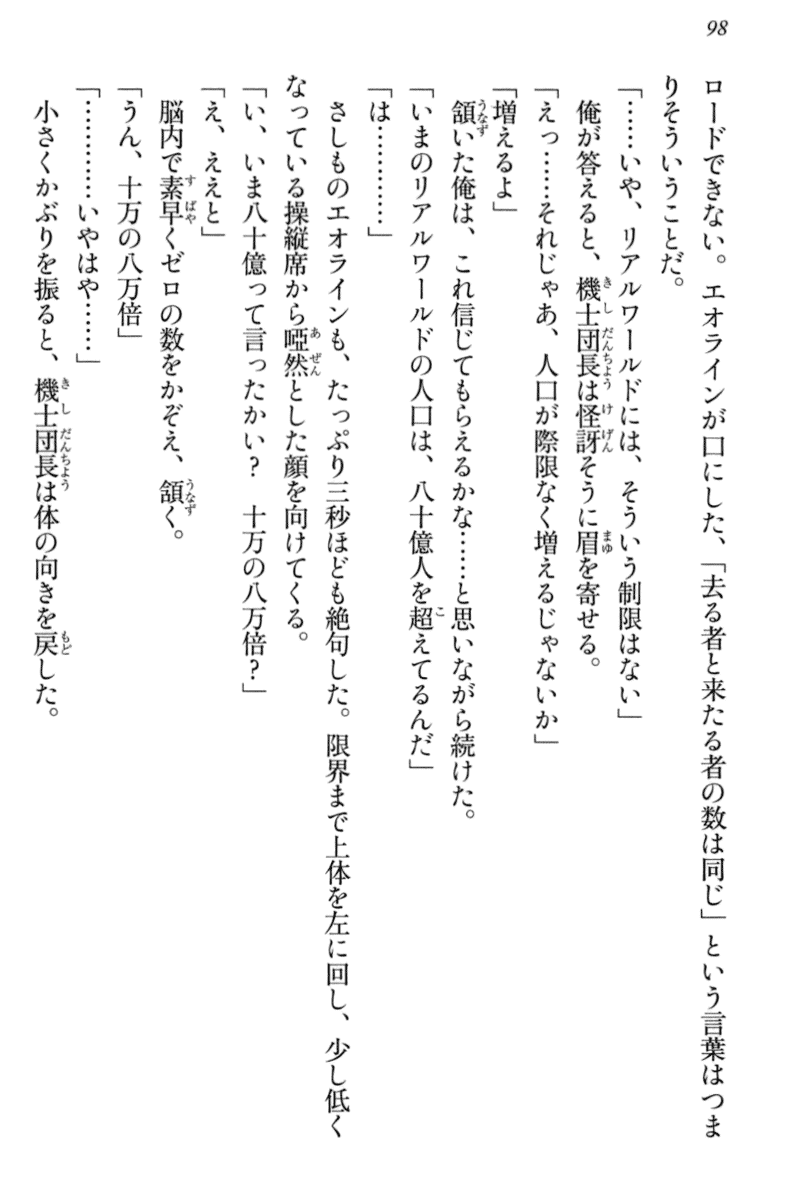 98
ロードできない。エオラインが口にした、「去る者と来たる者の数は同じ」という言葉はつま
りそういうことだ。
「……いや、リアルワールドには、そういう制限はない」
俺が答えると、機士団長は怪訝そうに眉を寄せる。
「えっ……それじゃあ、人口が際限なく増えるじゃないか」
「増えるよ」
頷いた俺は、これ信じてもらえるかな……と思いながら続けた。
「いまのリアルワールドの人口は、八十億人を超えてるんだ」
「は…………」
さしものエオラインも、たっぷり三秒ほども絶句した。限界まで上体を左に回し、少し低く
なっている操縦席から啞然とした顔を向けてくる。
「い、いま八十億って言ったかい？　十万の八万倍？」
「え、ええと」
脳内で素早くゼロの数をかぞえ、頷く。
「うん、十万の八万倍」
「…………いやはや……」
小さくかぶりを振ると、機士団長は体の向きを戻した。